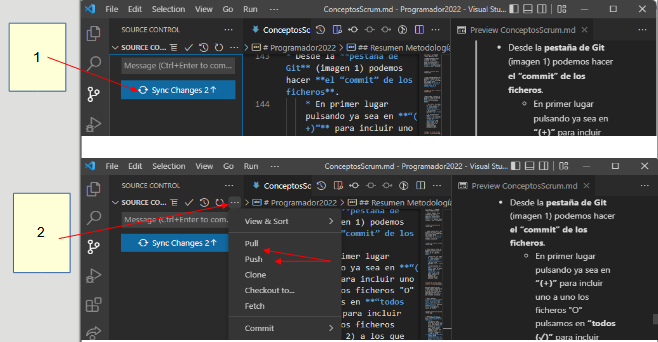 1
File Edit Selection View Go Run ··· ConceptosScrum.md - Programador2022 - Visual Stu...
SOURCE CONTROL ···
ConceptosScrum.md
Preview ConceptosScrum.md
SOURCE CO...
# Programador2022 > ## Resumen Metodología
Message (Ctrl+Enter to com...
Sync Changes 2↑
143 * Desde la **pestaña de
Git** (imagen 1) podemos
hacer **el “commit” de los
ficheros**.
144 * En primer lugar
pulsando ya sea en **“(
+)”** para incluir uno
• Desde la pestaña de Git
(imagen 1) podemos hacer
el “commit” de los
ficheros.
○ En primer lugar
pulsando ya sea en
“(+)” para incluir
2
File Edit Selection View Go Run ··· ConceptosScrum.md - Programador2022 - Visual Stu...
SOURCE CONTROL ···
ConceptosSc
Preview ConceptosScrum.md
SOURCE CO... ···
# Programador2022 > ## Resumen Metodología
Message (Ctrl+Enter to com...
Sync Changes 2↑
View & Sort >
Pull
Push
Clone
Checkout to...
Fetch
Commit >
**pestaña de
en 1) podemos
“commit” de los
imer lugar
ya sea en **“(
incluir uno
os ficheros "O"
s en **“todos
para incluir
os ficheros
2) a los que
• Desde la pestaña de Git
(imagen 1) podemos hacer
el “commit” de los
ficheros.
○ En primer lugar
pulsando ya sea en
“(+)” para incluir
uno a uno los
ficheros "O"
pulsamos en “todos
(√)” para incluir